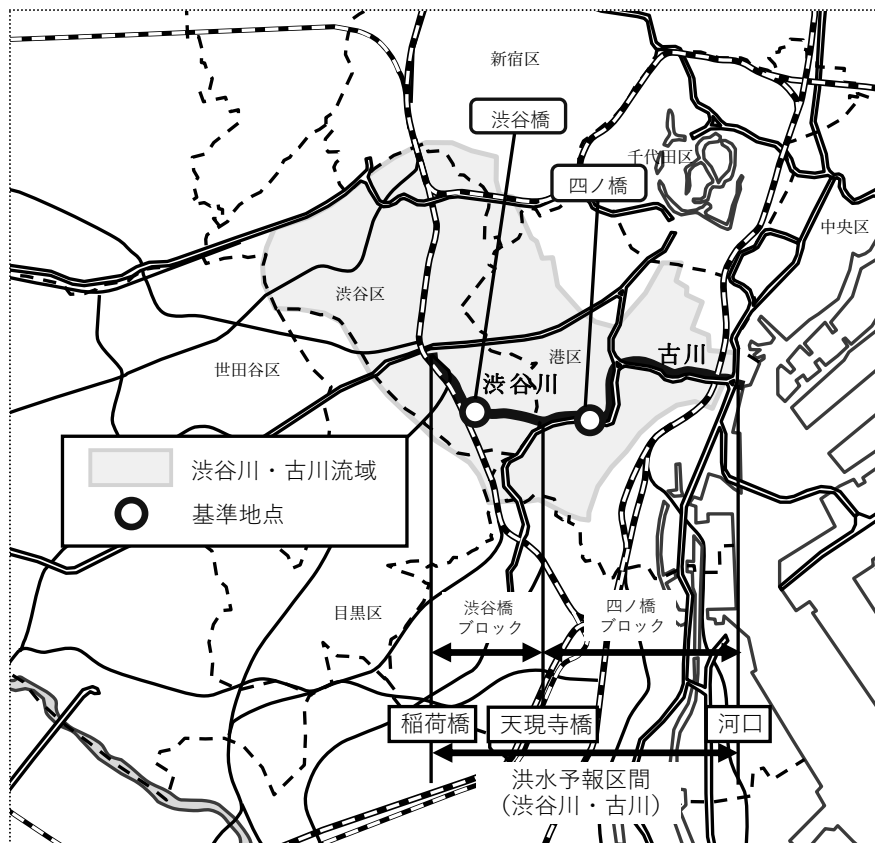 新宿区
渋谷橋
千代田区
四ノ橋
中央区
渋谷区
世田谷区
港区
古川
渋谷川
渋谷川・古川流域
基準地点
目黒区
渋谷橋
ブロック
四ノ橋
ブロック
稲荷橋
天現寺橋
河口
洪水予報区間
（渋谷川・古川）